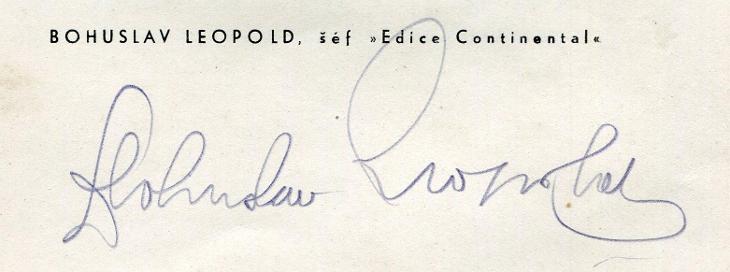 BOHUSLAV LEOPOLD, šéf »Edice Continental«
Bohuslav Leopold